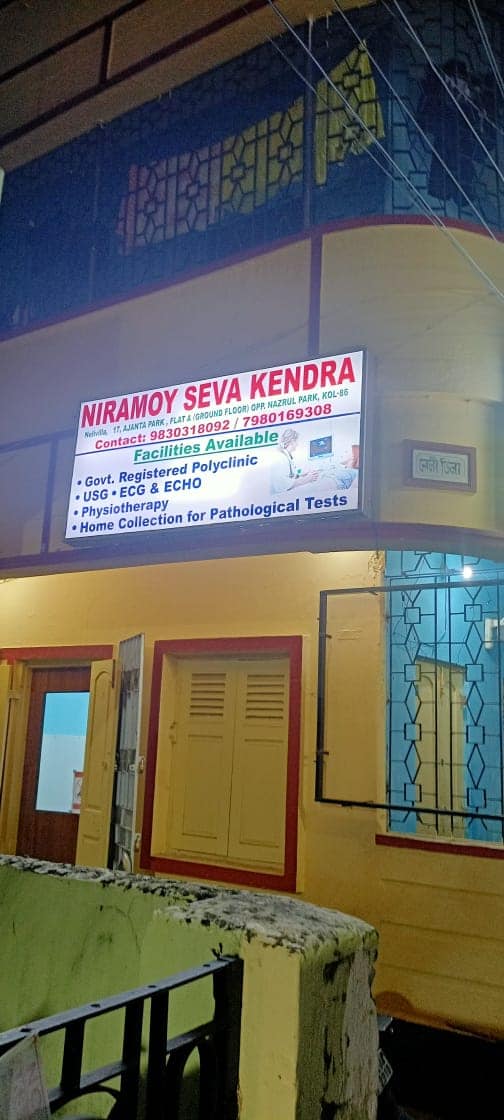 NIRAMOY SEVA KENDRA
Nellvilla, 17, AJANTA PARK, FLAT A (GROUND FLOOR) OPP. NAZRUL PARK, KOL-86
Contact: 9830318092 / 7980169308
Facilities Available
• Govt. Registered Polyclinic
• USG • ECG & ECHO
• Physiotherapy
• Home Collection for Pathological Tests
নেলী ভিলা